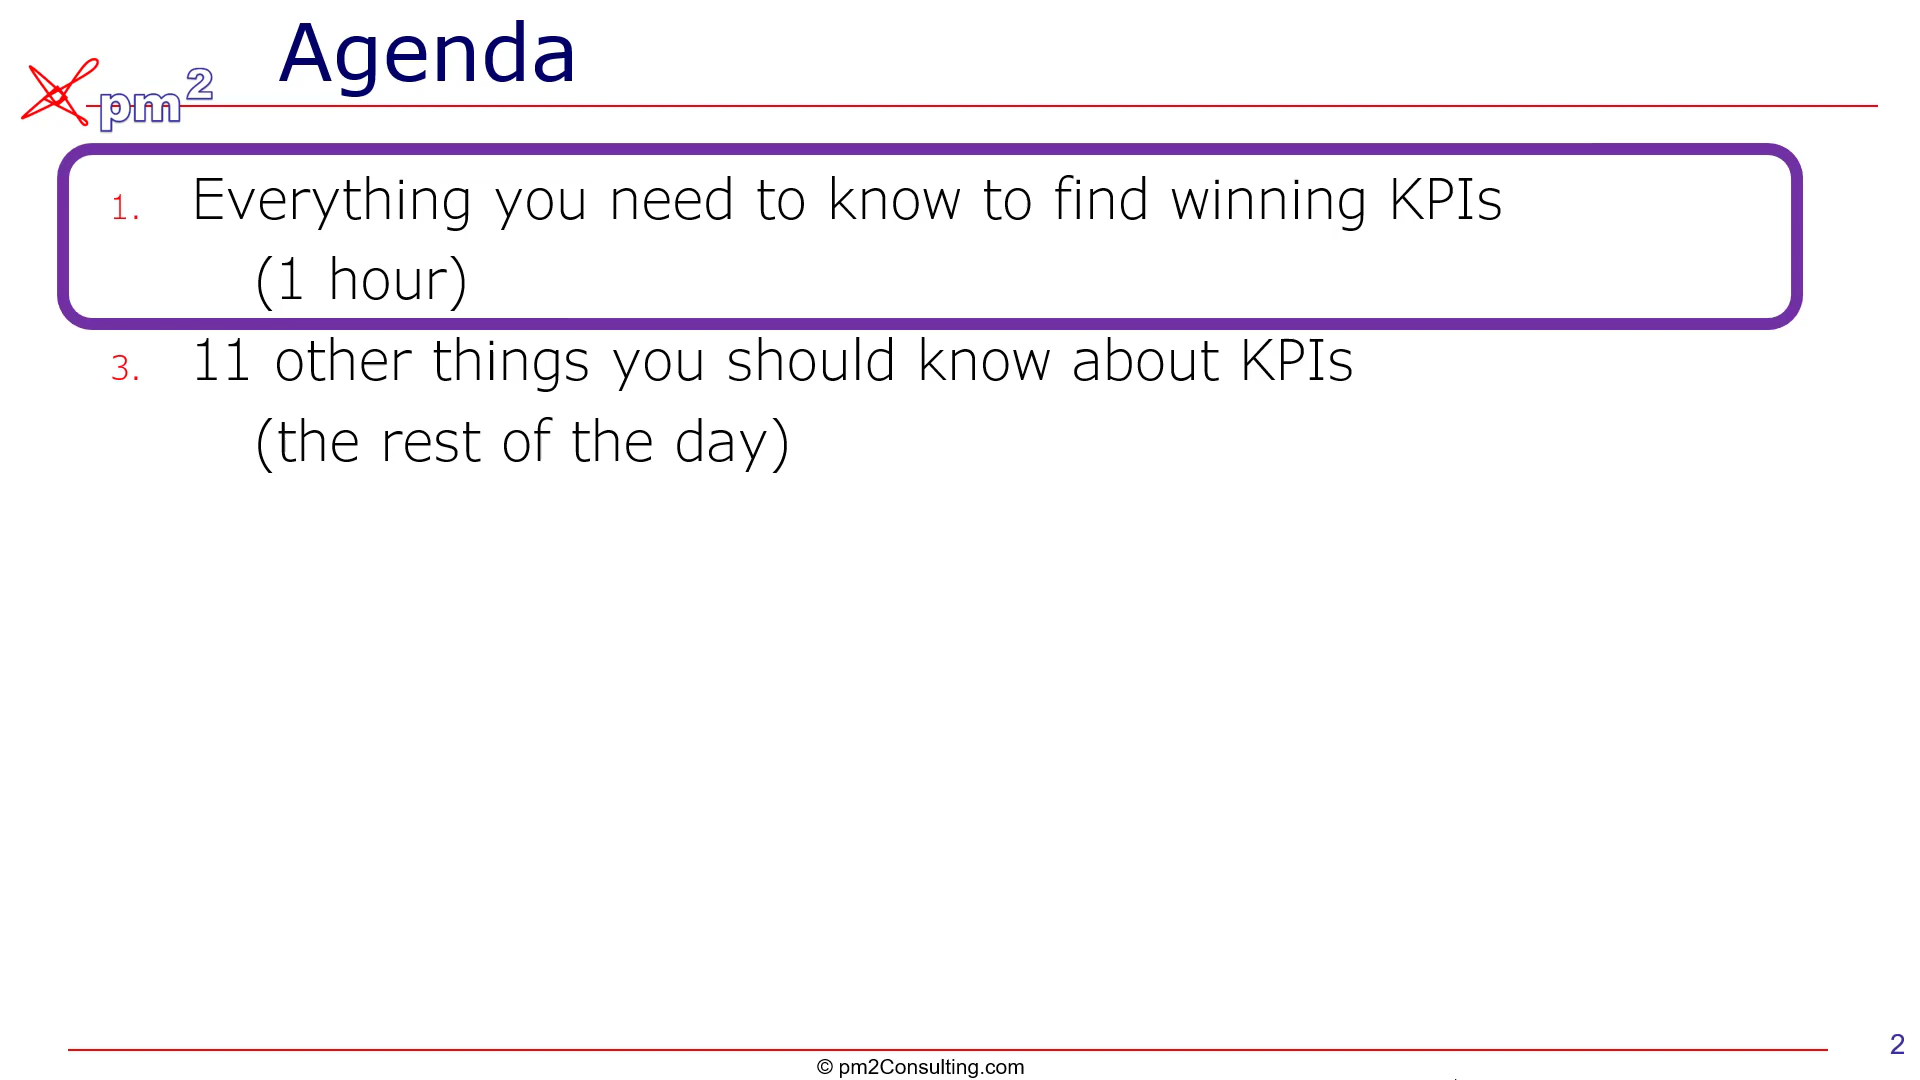 Agenda
pm2
1. Everything you need to know to find winning KPIs
(1 hour)
3. 11 other things you should know about KPIs
(the rest of the day)
2
© pm2Consulting.com